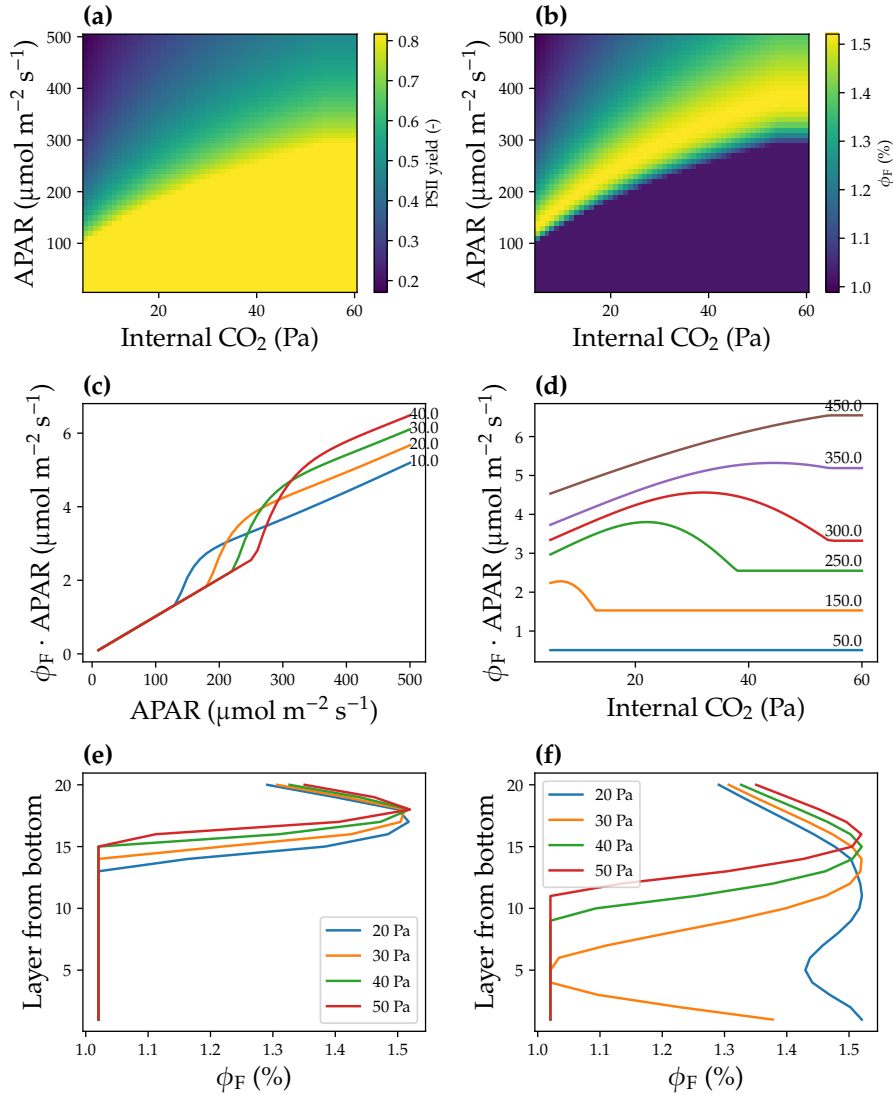 (a)
APAR (μmol m−2 s−1)
500
400
300
200
100
20
40
60
Internal CO2 (Pa)
0.8
0.7
0.6
0.5
0.4
0.3
0.2
PSII yield (-)
(b)
APAR (μmol m−2 s−1)
500
400
300
200
100
20
40
60
Internal CO2 (Pa)
1.5
1.4
1.3
1.2
1.1
1.0
ϕF (%)
(c)
ϕF · APAR (μmol m−2 s−1)
6
4
2
0
40.0
30.0
20.0
10.0
0
100
200
300
400
500
APAR (μmol m−2 s−1)
(d)
ϕF · APAR (μmol m−2 s−1)
6
5
4
3
2
1
450.0
350.0
300.0
250.0
150.0
50.0
20
40
60
Internal CO2 (Pa)
(e)
Layer from bottom
20
15
10
5
20 Pa
30 Pa
40 Pa
50 Pa
1.0
1.1
1.2
1.3
1.4
1.5
ϕF (%)
(f)
Layer from bottom
20
15
10
5
20 Pa
30 Pa
40 Pa
50 Pa
1.0
1.1
1.2
1.3
1.4
1.5
ϕF (%)